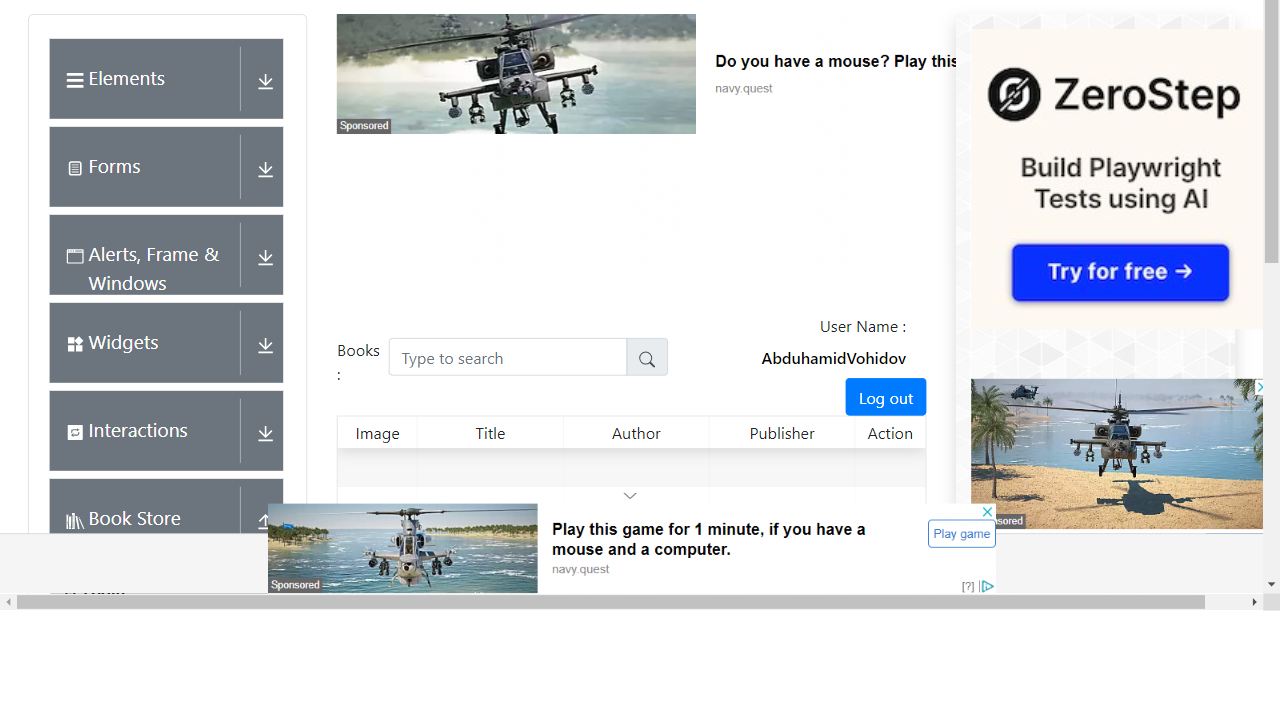 Elements
Forms
Alerts, Frame &
Windows
Widgets
Interactions
Book Store
Sponsored
Do you have a mouse? Play this
navy.quest
User Name :
Books
:
Type to search
AbduhamidVohidov
Log out
Image Title Author Publisher Action
Sponsored
Play this game for 1 minute, if you have a
mouse and a computer.
navy.quest
Play game
[?]
ZeroStep
Build Playwright
Tests using AI
Try for free →
nsored